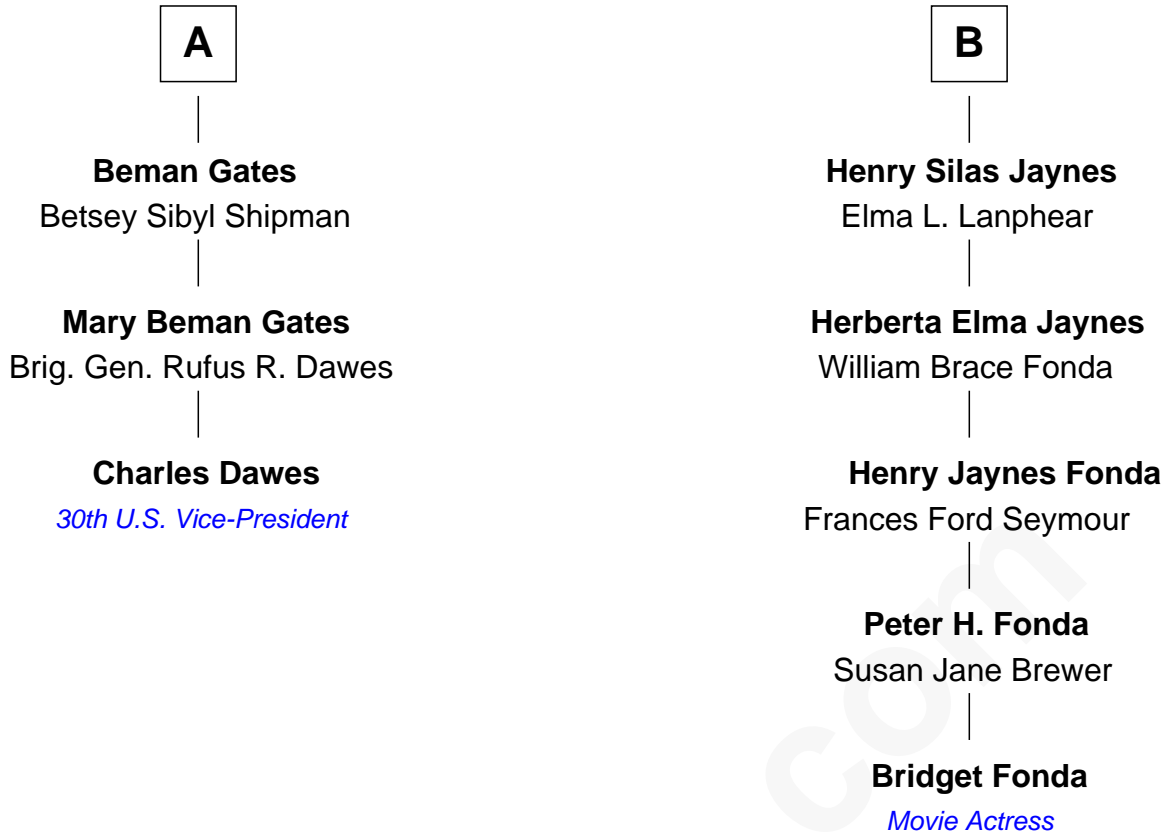 A
Beman Gates
Betsey Sibyl Shipman
Mary Beman Gates
Brig. Gen. Rufus R. Dawes
Charles Dawes
30th U.S. Vice-President
B
Henry Silas Jaynes
Elma L. Lanphear
Herberta Elma Jaynes
William Brace Fonda
Henry Jaynes Fonda
Frances Ford Seymour
Peter H. Fonda
Susan Jane Brewer
Bridget Fonda
Movie Actress
com